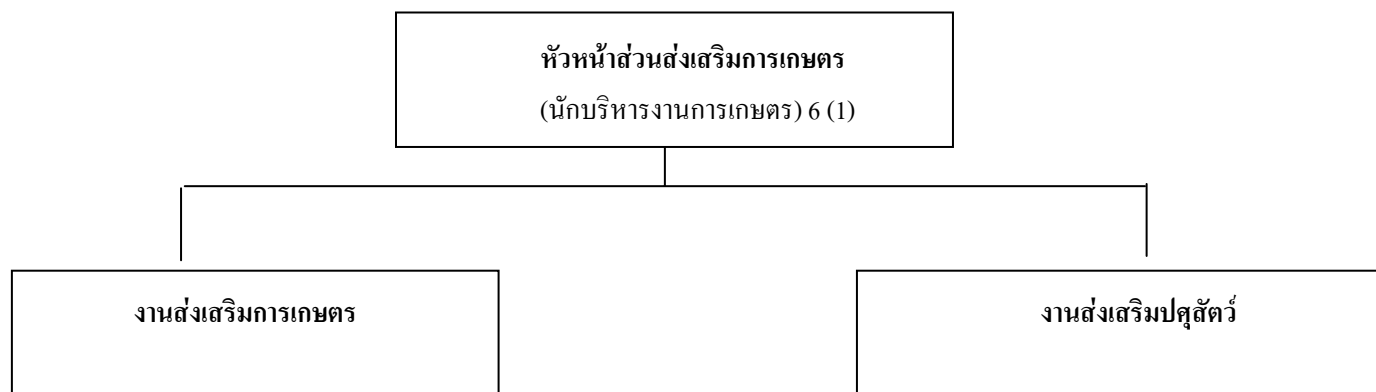 หัวหน้าส่วนส่งเสริมการเกษตร
(นักบริหารงานการเกษตร) 6 (1)
งานส่งเสริมการเกษตร
งานส่งเสริมปศุสัตว์